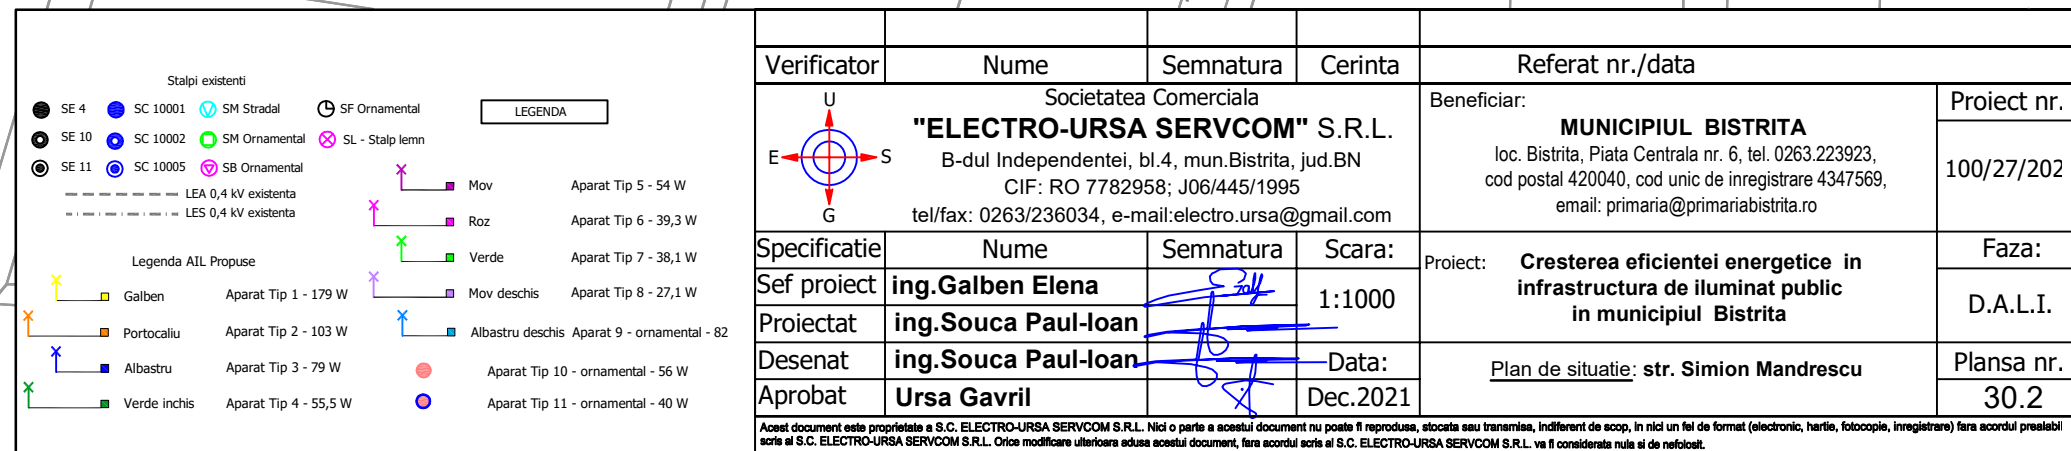 Stalpi existenti
SE 4 SC 10001 SM Stradal SF Ornamental
LEGENDA
SE 10 SC 10002 SM Ornamental SL - Stalp lemn
SE 11 SC 10005 SB Ornamental
LEA 0,4 kV existenta
LES 0,4 kV existenta
Legenda AIL Propuse
Galben Aparat Tip 1 - 179 W
Portocaliu Aparat Tip 2 - 103 W
Albastru Aparat Tip 3 - 79 W
Verde inchis Aparat Tip 4 - 55,5 W
Mov Aparat Tip 5 - 54 W
Roz Aparat Tip 6 - 39,3 W
Verde Aparat Tip 7 - 38,1 W
Mov deschis Aparat Tip 8 - 27,1 W
Albastru deschis Aparat 9 - ornamental - 82
Aparat Tip 10 - ornamental - 56 W
Aparat Tip 11 - ornamental - 40 W
Verificator Nume Semnatura Cerinta Referat nr./data
U
E S
G
Societatea Comerciala
"ELECTRO-URSA SERVCOM" S.R.L.
B-dul Independentei, bl.4, mun.Bistrita, jud.BN
CIF: RO 7782958; J06/445/1995
tel/fax: 0263/236034, e-mail:electro.ursa@gmail.com
Beneficiar:
MUNICIPIUL BISTRITA
loc. Bistrita, Piata Centrala nr. 6, tel. 0263.223923,
cod postal 420040, cod unic de inregistrare 4347569,
email: primaria@primariabistrita.ro
Proiect nr.
100/27/202
Specificatie Nume Semnatura Scara:
Sef proiect ing.Galben Elena 1:1000
Proiectat ing.Souca Paul-Ioan
Desenat ing.Souca Paul-Ioan Data:
Aprobat Ursa Gavril Dec.2021
Proiect: Cresterea eficientei energetice in
infrastructura de iluminat public
in municipiul Bistrita
Faza:
D.A.L.I.
Plan de situatie: str. Simion Mandrescu
Plansa nr.
30.2
Acest document este proprietate a S.C. ELECTRO-URSA SERVCOM S.R.L. Nici o parte a acestui document nu poate fi reprodusa, stocata sau transmisa, indiferent de scop, in nici un fel de format (electronic, hartie, fotocopie, inregistrare) fara acordul prealabil
scris al S.C. ELECTRO-URSA SERVCOM S.R.L. Orice modificare ulterioara adusa acestui document, fara acordul scris al S.C. ELECTRO-URSA SERVCOM S.R.L. va fi considerata nula si de nefolosit.